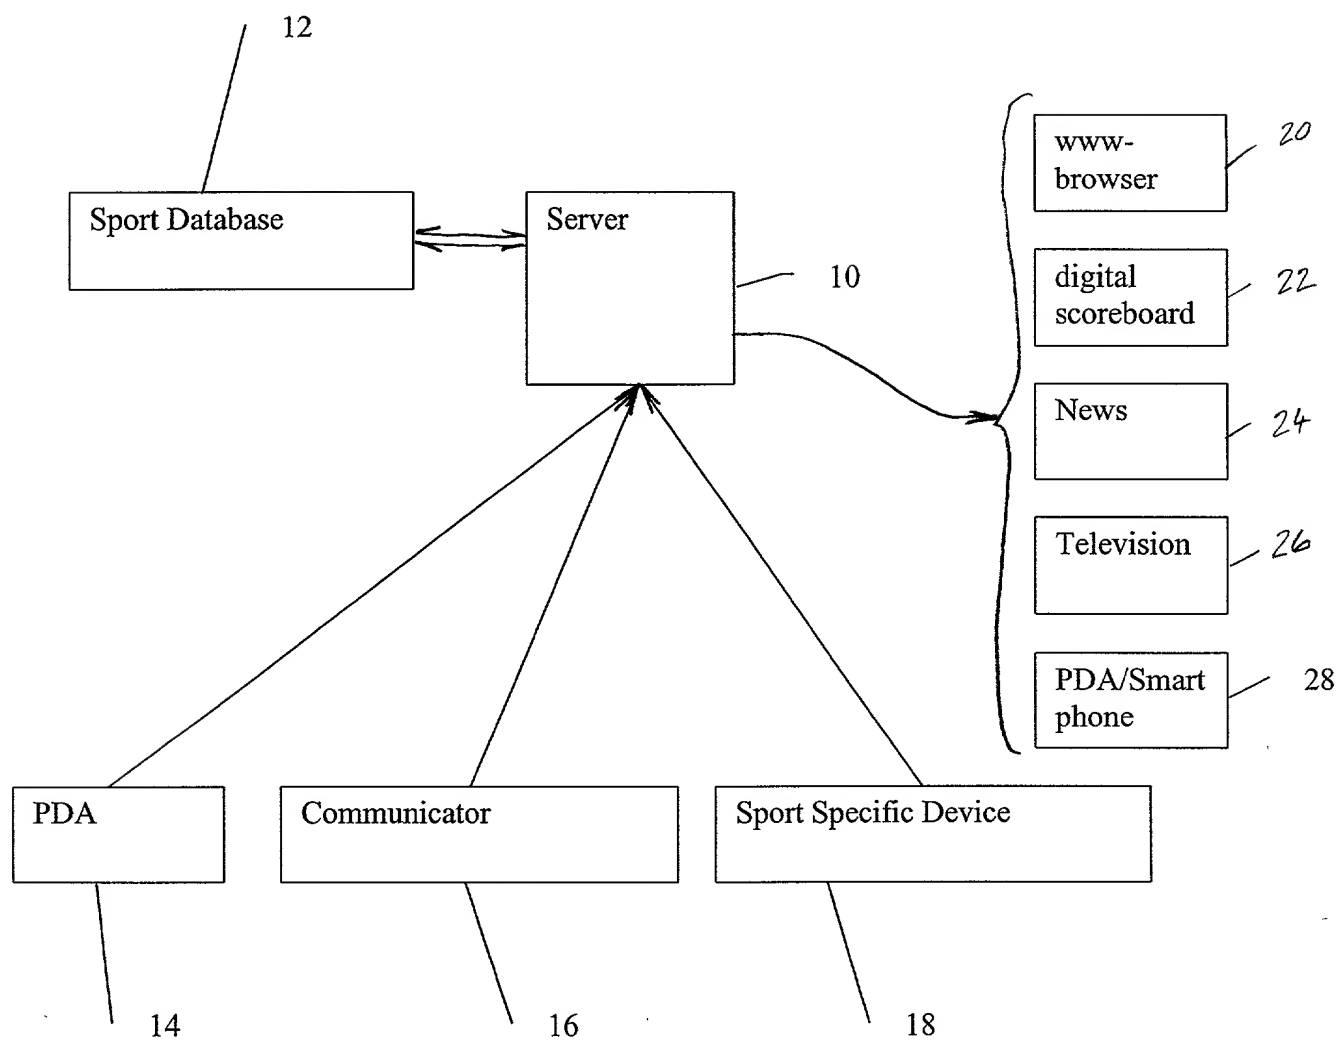 12
Sport Database
Server
10
www-
browser
20
digital
scoreboard
22
News
24
Television
26
PDA/Smart
phone
28
PDA
Communicator
Sport Specific Device
14
16
18